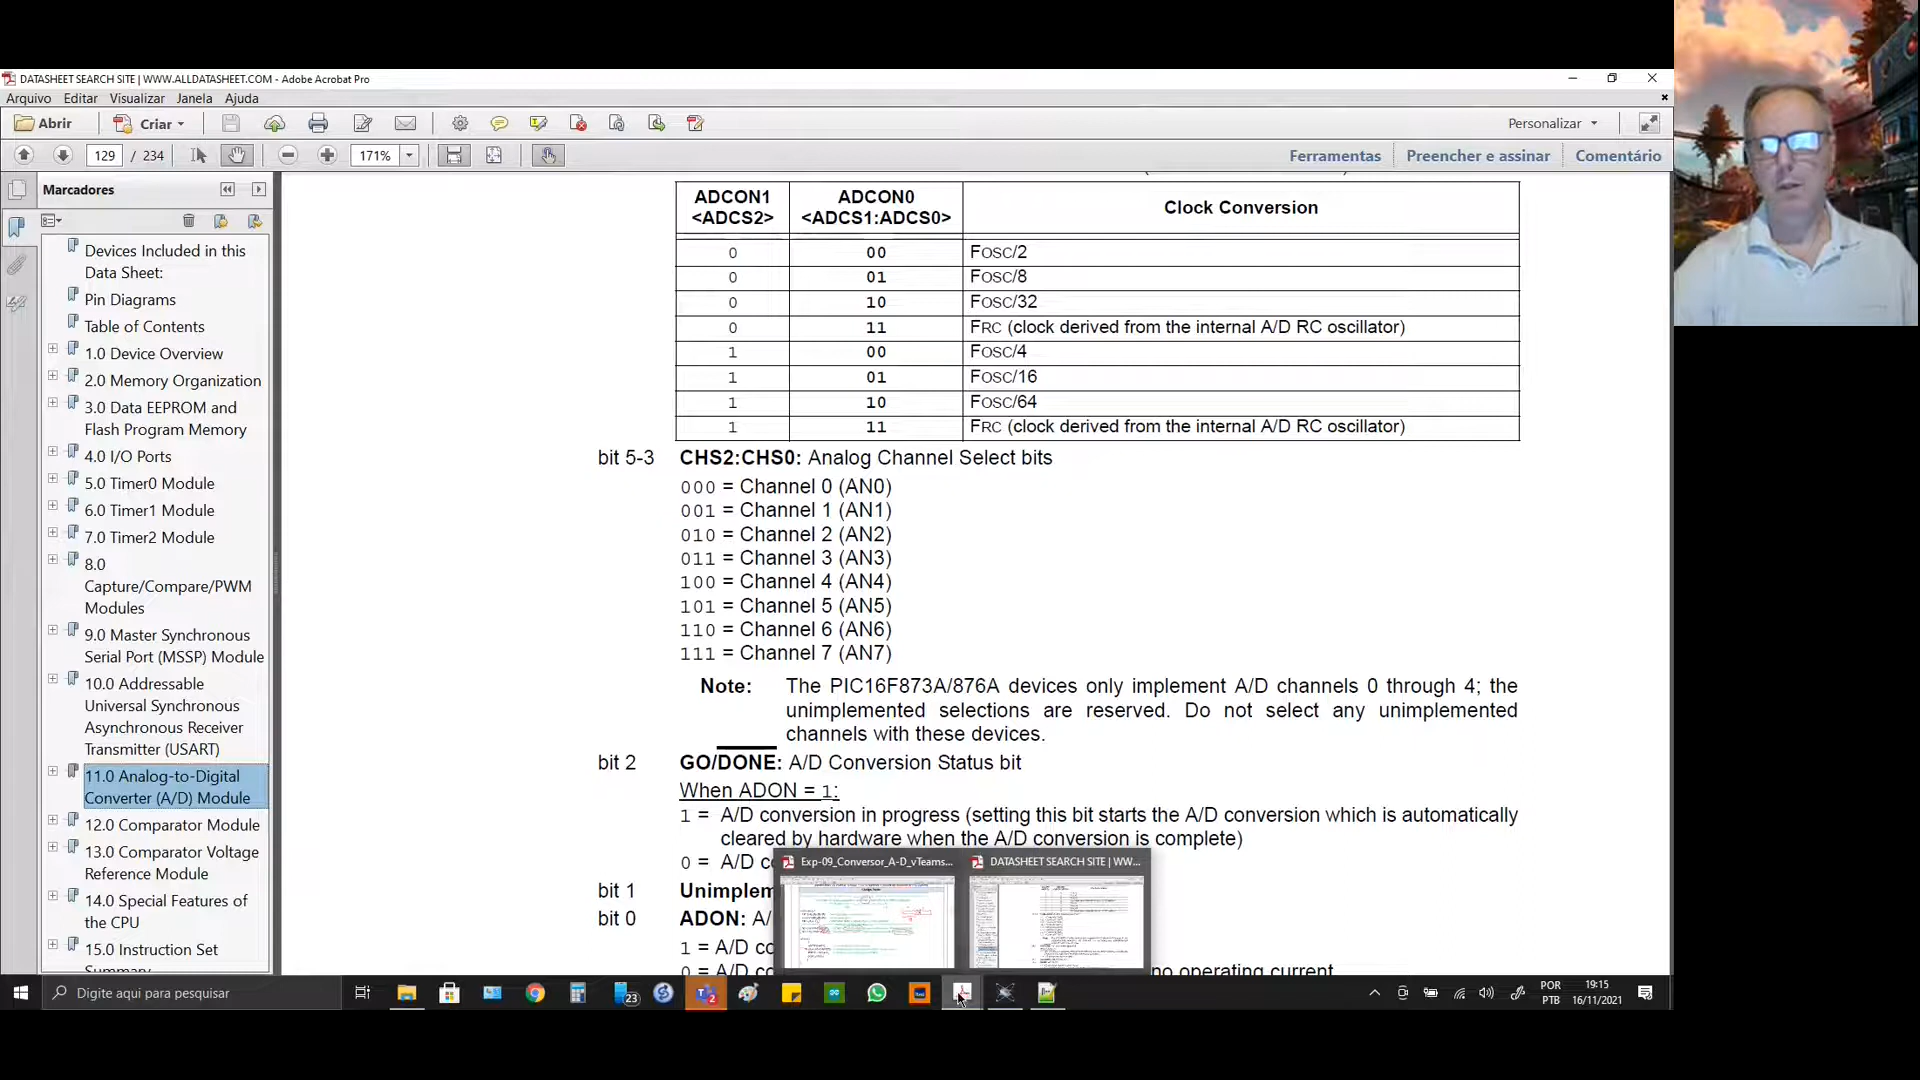 DATASHEET SEARCH SITE | WWW.ALLDATASHEET.COM - Adobe Acrobat Pro
Arquivo Editar Visualizar Janela Ajuda
Abrir Criar Personalizar
129 / 234 171% Ferramentas Preencher e assinar Comentário
Marcadores
Devices Included in this
Data Sheet:
Pin Diagrams
Table of Contents
1.0 Device Overview
2.0 Memory Organization
3.0 Data EEPROM and
Flash Program Memory
4.0 I/O Ports
5.0 Timer0 Module
6.0 Timer1 Module
7.0 Timer2 Module
8.0
Capture/Compare/PWM
Modules
9.0 Master Synchronous
Serial Port (MSSP) Module
10.0 Addressable
Universal Synchronous
Asynchronous Receiver
Transmitter (USART)
11.0 Analog-to-Digital
Converter (A/D) Module
12.0 Comparator Module
13.0 Comparator Voltage
Reference Module
14.0 Special Features of
the CPU
15.0 Instruction Set
Summary
ADCON1 <ADCS2> ADCON0 <ADCS1:ADCS0> Clock Conversion
0 00 FOSC/2
0 01 FOSC/8
0 10 FOSC/32
0 11 FRC (clock derived from the internal A/D RC oscillator)
1 00 FOSC/4
1 01 FOSC/16
1 10 FOSC/64
1 11 FRC (clock derived from the internal A/D RC oscillator)
bit 5-3 CHS2:CHS0: Analog Channel Select bits
000 = Channel 0 (AN0)
001 = Channel 1 (AN1)
010 = Channel 2 (AN2)
011 = Channel 3 (AN3)
100 = Channel 4 (AN4)
101 = Channel 5 (AN5)
110 = Channel 6 (AN6)
111 = Channel 7 (AN7)
Note: The PIC16F873A/876A devices only implement A/D channels 0 through 4; the
unimplemented selections are reserved. Do not select any unimplemented
channels with these devices.
bit 2 GO/DONE: A/D Conversion Status bit
When ADON = 1:
1 = A/D conversion in progress (setting this bit starts the A/D conversion which is automatically
cleared by hardware when the A/D conversion is complete)
0 = A/D co
bit 1 Unimplem
bit 0 ADON: A/
1 = A/D co
0 = A/D co no operating current
Exp-09_Conversor_A-D_vTeams... DATASHEET SEARCH SITE | WW...
Digite aqui para pesquisar
23
2
POR
PTB
19:15
16/11/2021